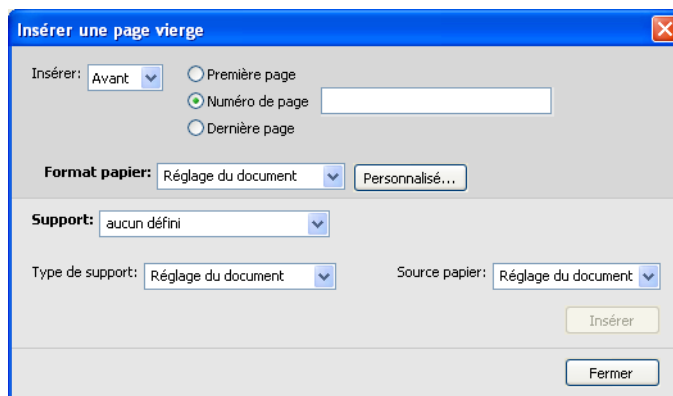 Insérer une page vierge
Insérer: Avant
Première page
Numéro de page
Dernière page
Format papier: Réglage du document Personnalisé...
Support: aucun défini
Type de support: Réglage du document Source papier: Réglage du document
Insérer
Fermer